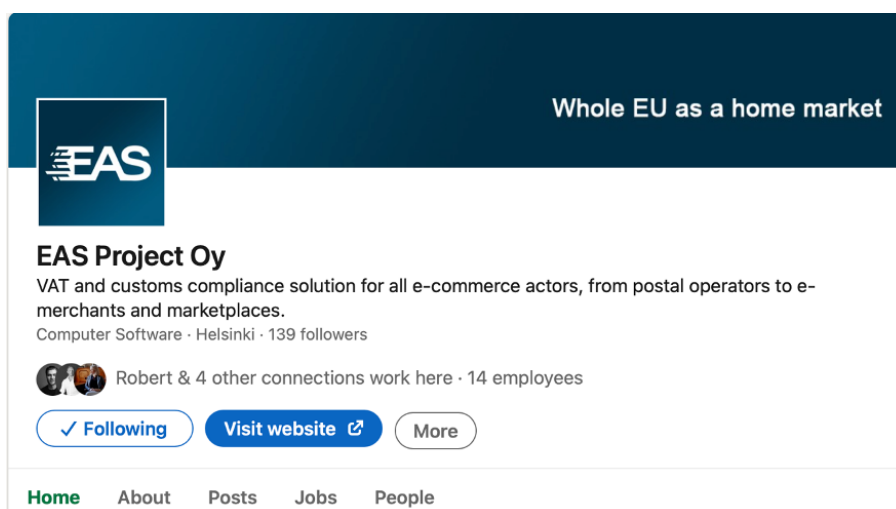 Whole EU as a home market
EAS
EAS Project Oy
VAT and customs compliance solution for all e-commerce actors, from postal operators to e-
merchants and marketplaces.
Computer Software · Helsinki · 139 followers
Robert & 4 other connections work here · 14 employees
Following Visit website More
Home About Posts Jobs People